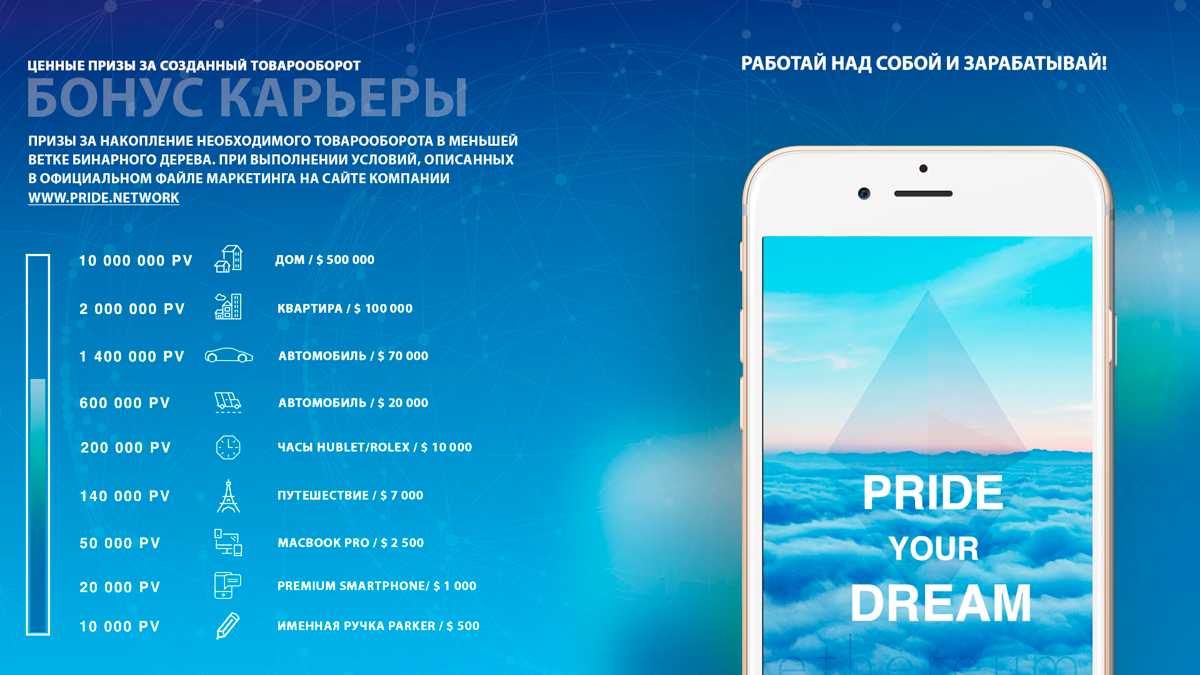 ЦЕННЫЕ ПРИЗЫ ЗА СОЗДАННЫЙ ТОВАРООБОРОТ
БОНУС КАРЬЕРЫ
ПРИЗЫ ЗА НАКОПЛЕНИЕ НЕОБХОДИМОГО ТОВАРООБОРОТА В МЕНЬШЕЙ
ВЕТКЕ БИНАРНОГО ДЕРЕВА. ПРИ ВЫПОЛНЕНИИ УСЛОВИЙ, ОПИСАННЫХ
В ОФИЦИАЛЬНОМ ФАЙЛЕ МАРКЕТИНГА НА САЙТЕ КОМПАНИИ
WWW.PRIDE.NETWORK
10 000 000 PV ДОМ / $ 500 000
2 000 000 PV КВАРТИРА / $ 100 000
1 400 000 PV АВТОМОБИЛЬ / $ 70 000
600 000 PV АВТОМОБИЛЬ / $ 20 000
200 000 PV ЧАСЫ HUBLET/ROLEX / $ 10 000
140 000 PV ПУТЕШЕСТВИЕ / $ 7 000
50 000 PV MACBOOK PRO / $ 2 500
20 000 PV PREMIUM SMARTPHONE/ $ 1 000
10 000 PV ИМЕННАЯ РУЧКА PARKER / $ 500
РАБОТАЙ НАД СОБОЙ И ЗАРАБАТЫВАЙ!
PRIDE
YOUR
DREAM
ethereum